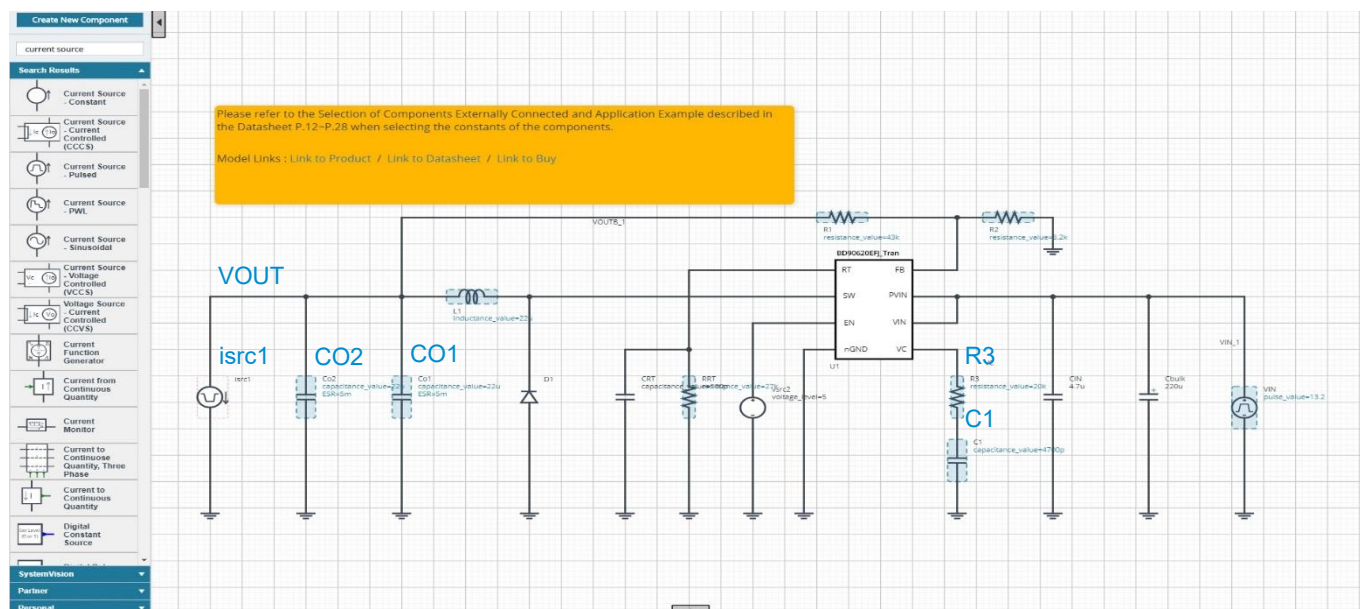 Create New Component
current source
Search Results
Current Source
- Constant
Current Source
- Current
Controlled
(CCCS)
Current Source
- Pulsed
Current Source
- PWL
Current Source
- Sinusoidal
Current Source
- Voltage
Controlled
(VCCS)
Voltage Source
- Current
Controlled
(CCVS)
Current
Function
Generator
Current from
Continuous
Quantity
Current
Monitor
Current to
Continuose
Quantity, Three
Phase
Current to
Continuous
Quantity
Digital
Constant
Source
SystemVision
Partner
Personal
Please refer to the Selection of Components Externally Connected and Application Example described in
the Datasheet P.12~P.28 when selecting the constants of the components.
Model Links : Link to Product / Link to Datasheet / Link to Buy
VOUTB_1
R1
resistance_value=43k
R2
BD90620EFJ_Tran
RT
FB
SW
PVIN
EN
VIN
nGND
VC
U1
VOUT
L1
inductance_value=22u
isrc1
isrc1
CO2
Co2
ESR=5m
CO1
Co1
capacitance_value=22u
ESR=5m
D1
CRT
RRT
Vsrc2
voltage_level=5
R3
R3
resistance_value=20k
C1
C1
capacitance_value=4700p
CIN
4.7u
Cbulk
220u
VIN_1
VIN
pulse_value=13.2